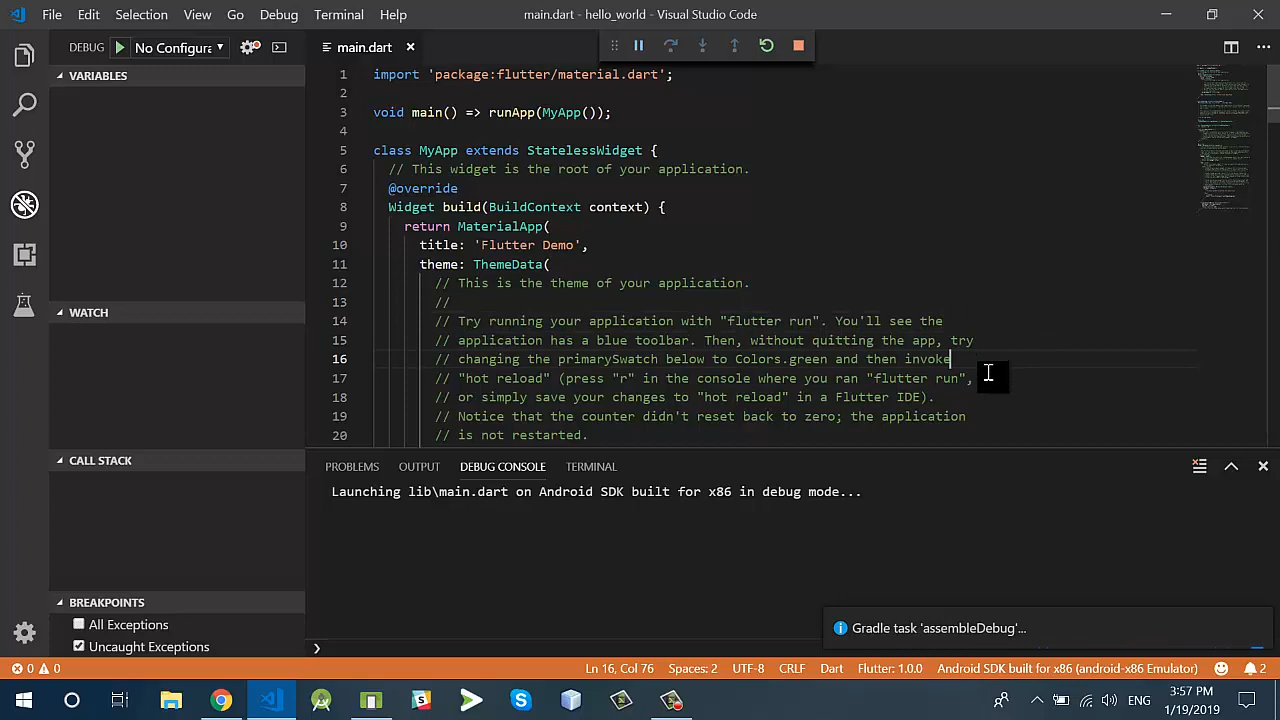 File Edit Selection View Go Debug Terminal Help
main.dart - hello_world - Visual Studio Code
DEBUG No Configura
main.dart
VARIABLES
WATCH
CALL STACK
BREAKPOINTS
All Exceptions
Uncaught Exceptions
1 import 'package:flutter/material.dart';
2
3 void main() => runApp(MyApp());
4
5 class MyApp extends StatelessWidget {
6 // This widget is the root of your application.
7 @override
8 Widget build(BuildContext context) {
9 return MaterialApp(
10 title: 'Flutter Demo',
11 theme: ThemeData(
12 // This is the theme of your application.
13 //
14 // Try running your application with "flutter run". You'll see the
15 // application has a blue toolbar. Then, without quitting the app, try
16 // changing the primarySwatch below to Colors.green and then invoke
17 // "hot reload" (press "r" in the console where you ran "flutter run",
18 // or simply save your changes to "hot reload" in a Flutter IDE).
19 // Notice that the counter didn't reset back to zero; the application
20 // is not restarted.
PROBLEMS OUTPUT DEBUG CONSOLE TERMINAL
Launching lib\main.dart on Android SDK built for x86 in debug mode...
Gradle task 'assembleDebug'...
0 0 Ln 16, Col 76 Spaces: 2 UTF-8 CRLF Dart Flutter: 1.0.0 Android SDK built for x86 (android-x86 Emulator) 2
ENG
3:57 PM
1/19/2019